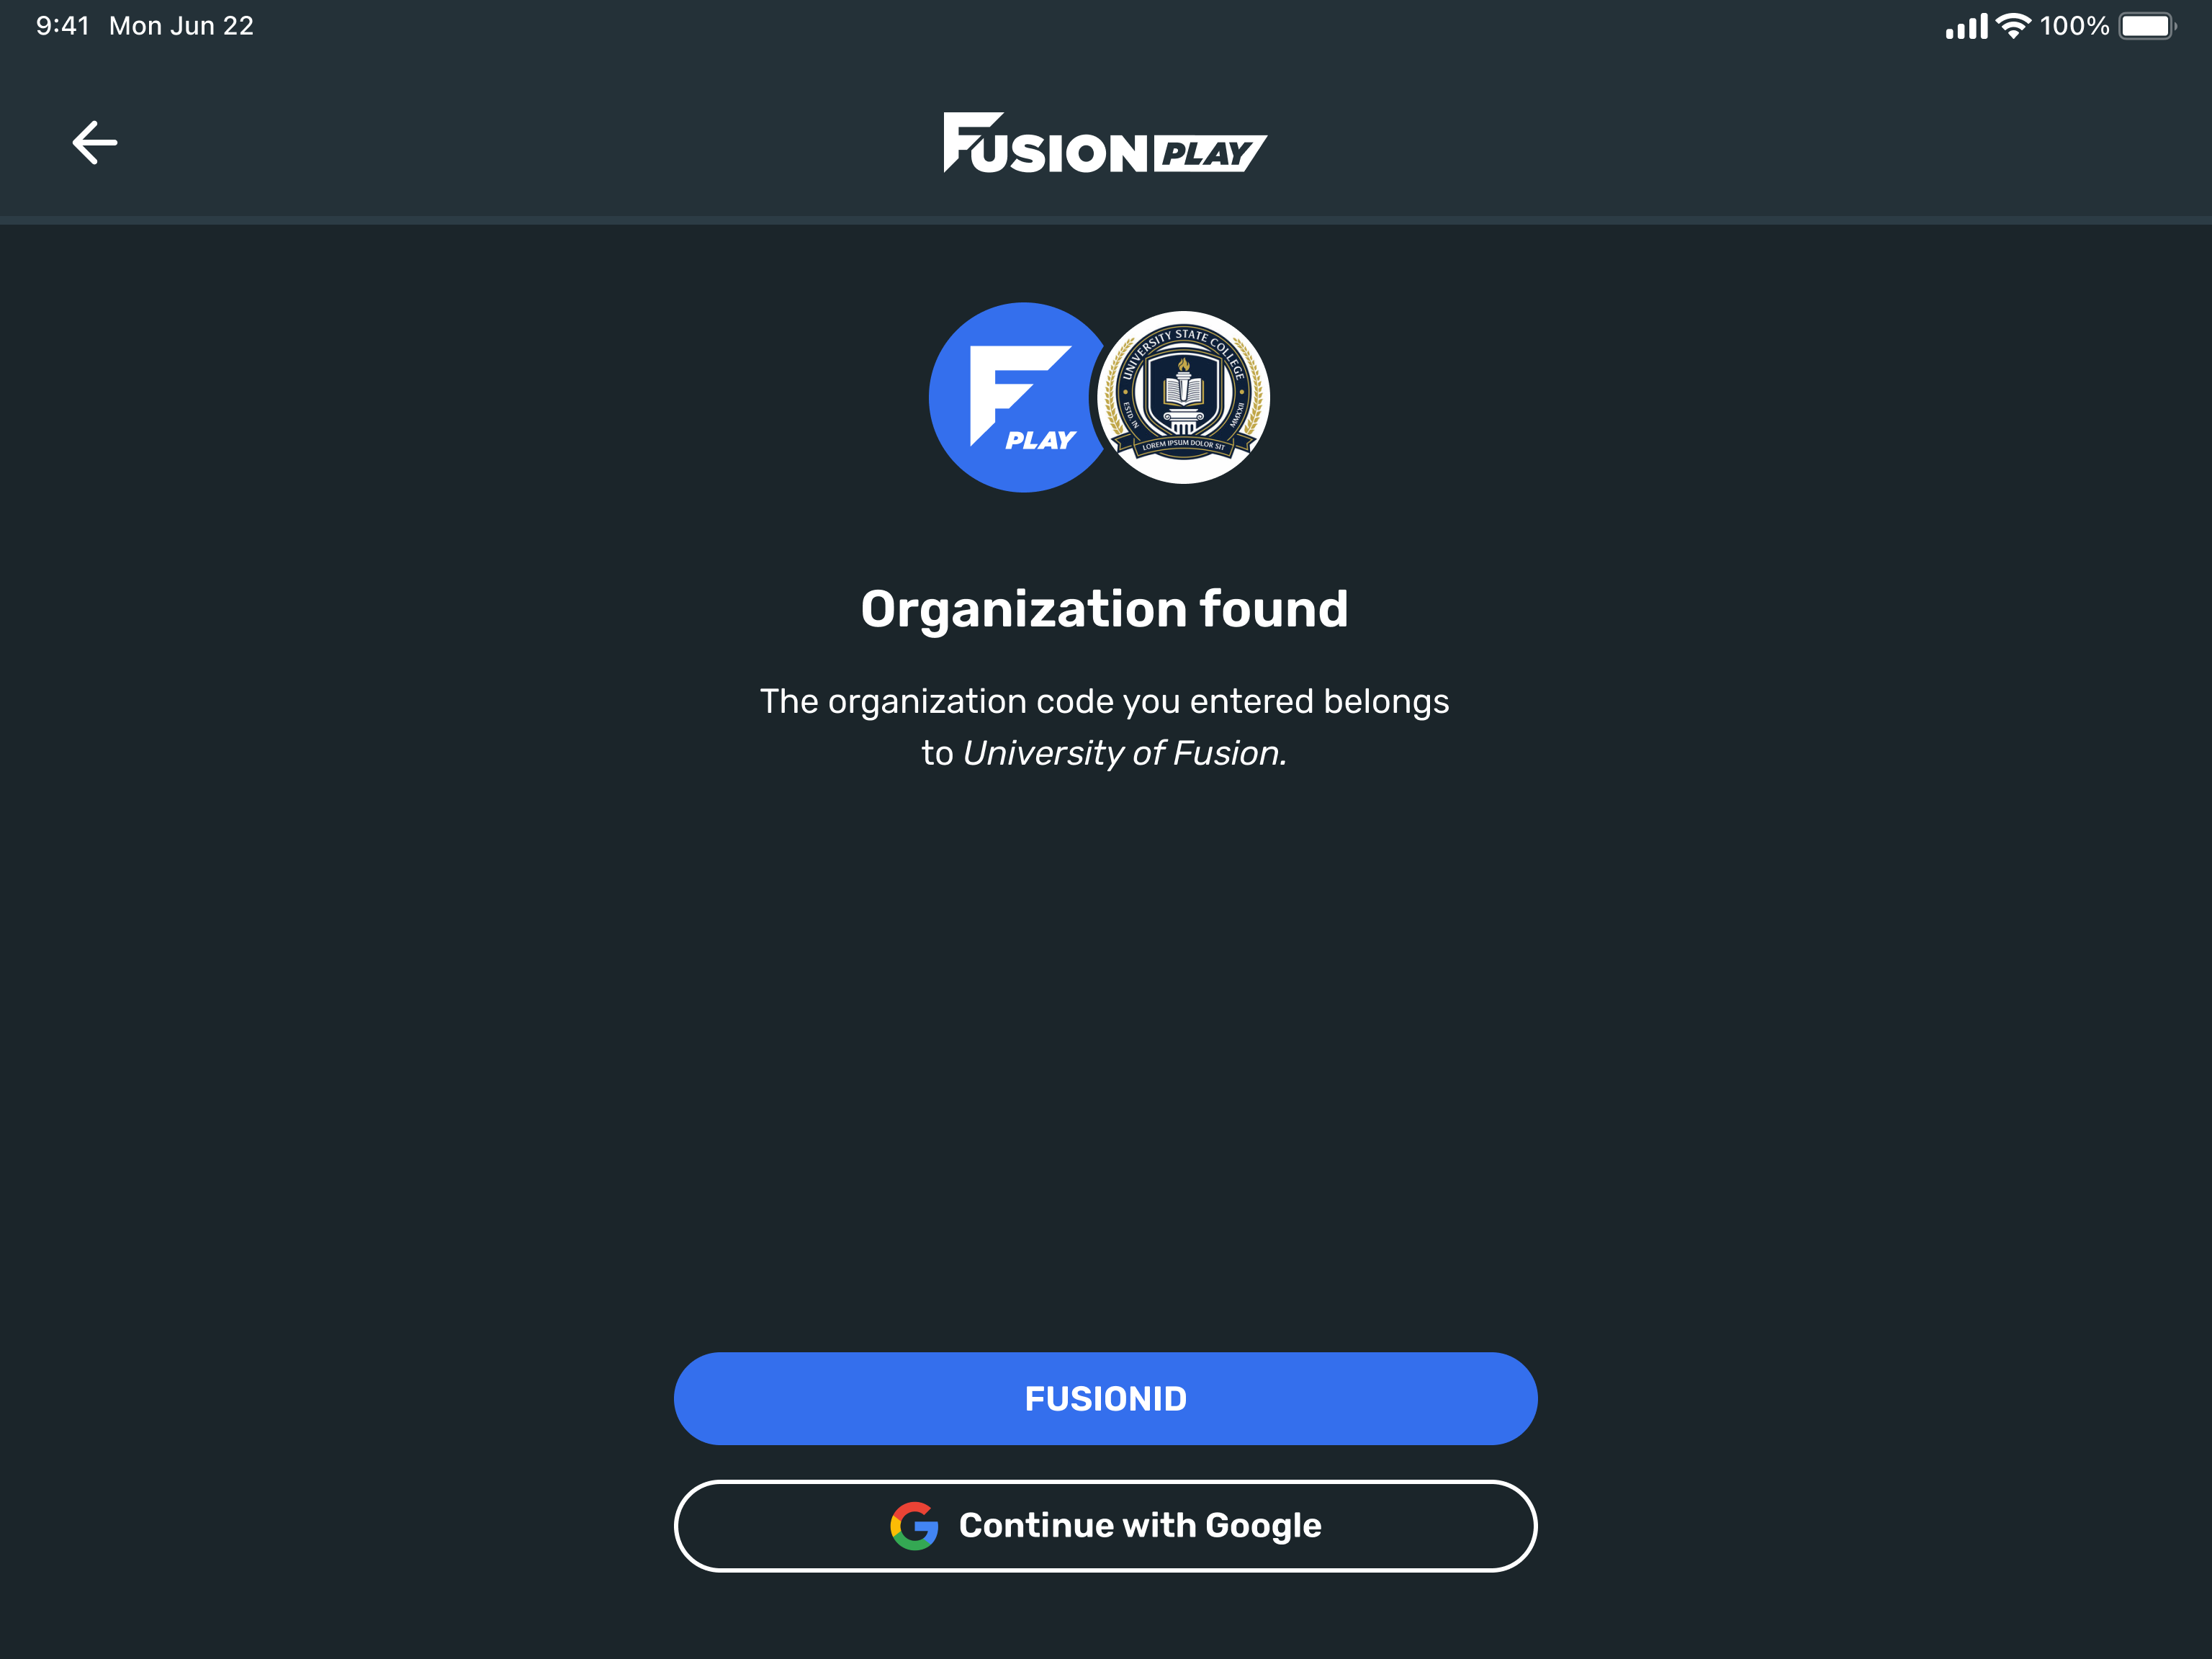 9:41 Mon Jun 22
100%
FUSION PLAY
F PLAY
UNIVERSITY STATE COLLEGE
ESTD. IN
MMXXII
LOREM IPSUM DOLOR SIT
Organization found
The organization code you entered belongs
to University of Fusion.
FUSIONID
Continue with Google